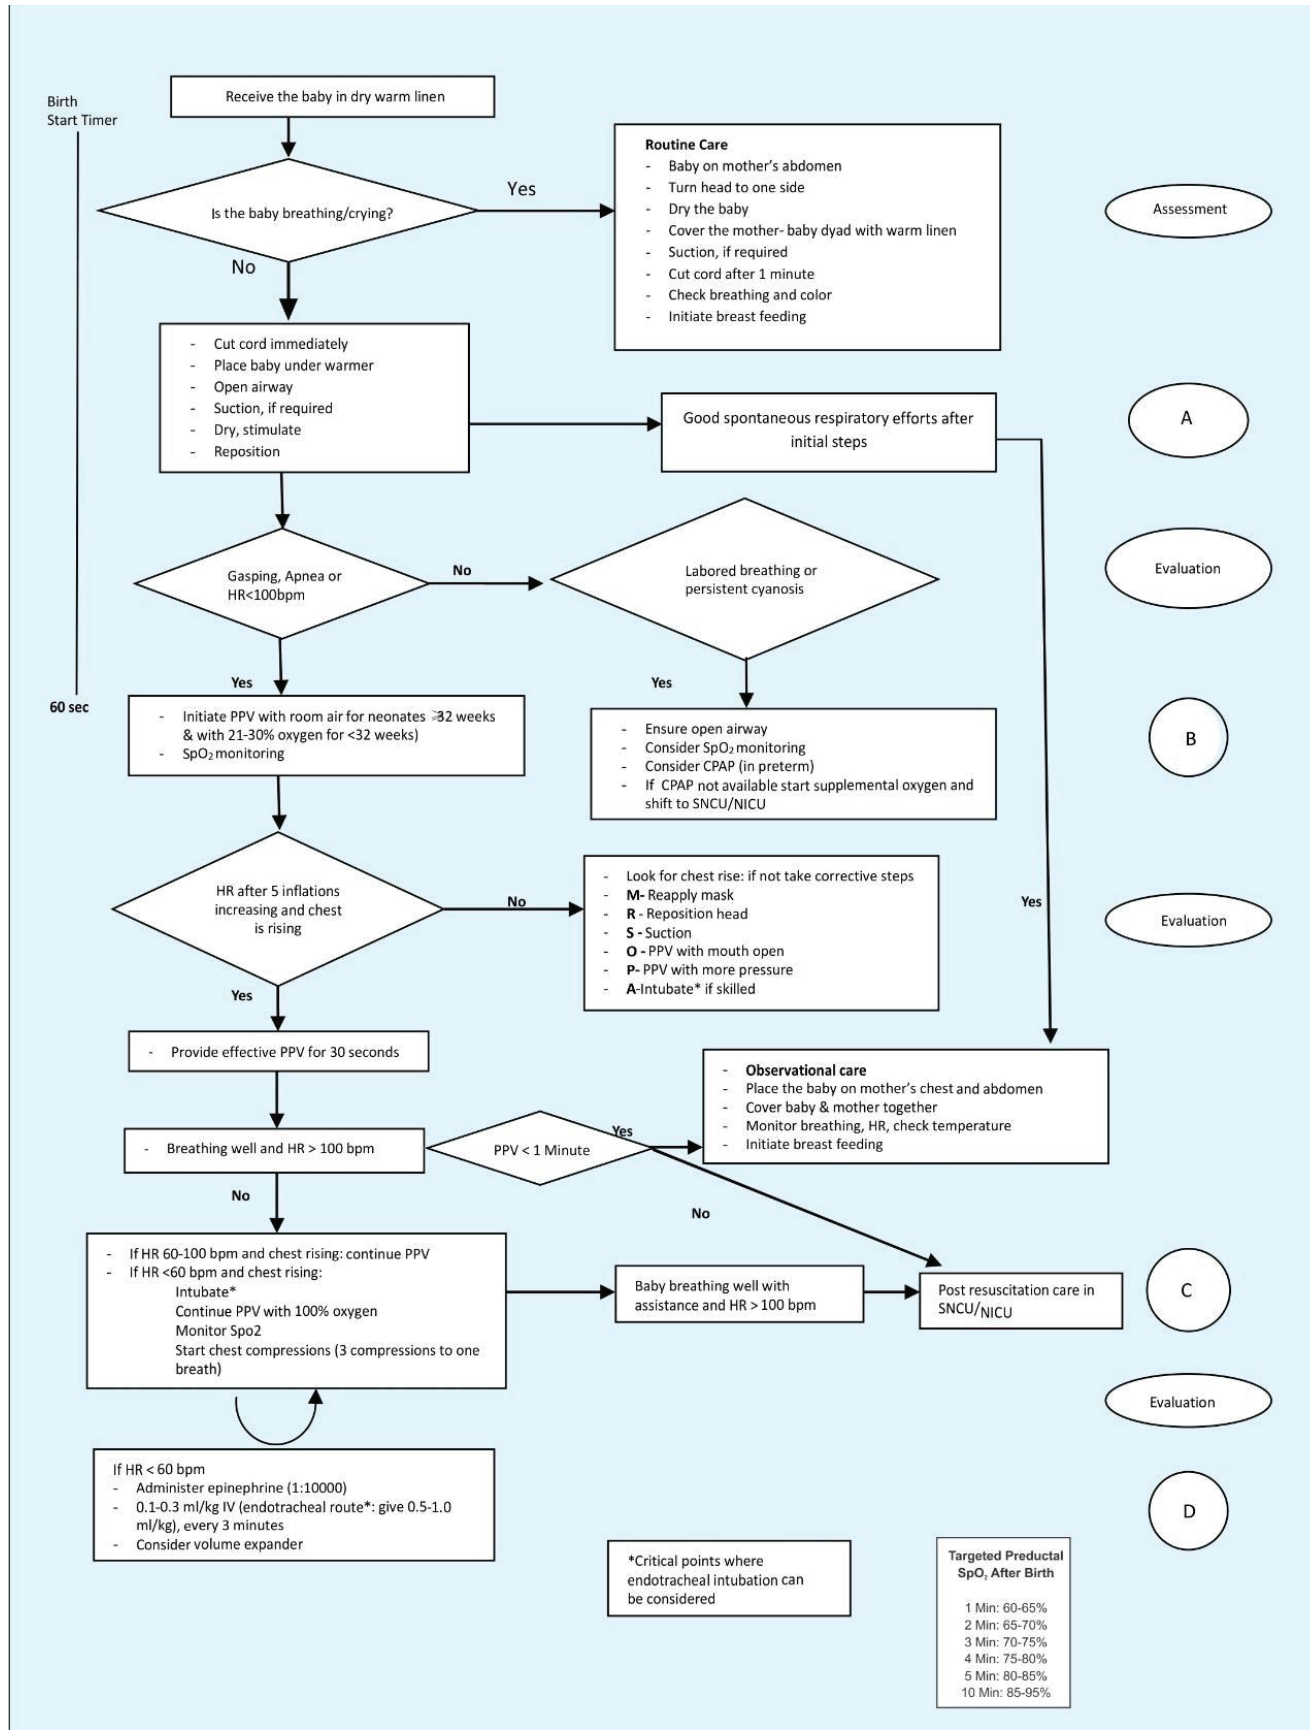 Receive the baby in dry warm linen
Birth
Start Timer
Is the baby breathing/crying?
Yes
No
Routine Care
- Baby on mother's abdomen
- Turn head to one side
- Dry the baby
- Cover the mother- baby dyad with warm linen
- Suction, if required
- Cut cord after 1 minute
- Check breathing and color
- Initiate breast feeding
Assessment
- Cut cord immediately
- Place baby under warmer
- Open airway
- Suction, if required
- Dry, stimulate
- Reposition
Good spontaneous respiratory efforts after
initial steps
A
Gasping, Apnea or
HR<100bpm
No
Labored breathing or
persistent cyanosis
Evaluation
Yes
Yes
60 sec
- Initiate PPV with room air for neonates ≥32 weeks
& with 21-30% oxygen for <32 weeks)
- SpO₂ monitoring
- Ensure open airway
- Consider SpO₂ monitoring
- Consider CPAP (in preterm)
- If CPAP not available start supplemental oxygen and
shift to SNCU/NICU
B
HR after 5 inflations
increasing and chest
is rising
No
- Look for chest rise: if not take corrective steps
- M- Reapply mask
- R - Reposition head
- S - Suction
- O - PPV with mouth open
- P- PPV with more pressure
- A-Intubate* if skilled
Yes
Evaluation
Yes
- Provide effective PPV for 30 seconds
- Observational care
- Place the baby on mother's chest and abdomen
- Cover baby & mother together
- Monitor breathing, HR, check temperature
- Initiate breast feeding
- Breathing well and HR > 100 bpm
PPV < 1 Minute
Yes
No
No
- If HR 60-100 bpm and chest rising: continue PPV
- If HR <60 bpm and chest rising:
Intubate*
Continue PPV with 100% oxygen
Monitor Spo2
Start chest compressions (3 compressions to one
breath)
Baby breathing well with
assistance and HR > 100 bpm
Post resuscitation care in
SNCU/NICU
C
Evaluation
If HR < 60 bpm
- Administer epinephrine (1:10000)
- 0.1-0.3 ml/kg IV (endotracheal route*: give 0.5-1.0
ml/kg), every 3 minutes
- Consider volume expander
D
*Critical points where
endotracheal intubation can
be considered
Targeted Preductal
SpO₂ After Birth
1 Min: 60-65%
2 Min: 65-70%
3 Min: 70-75%
4 Min: 75-80%
5 Min: 80-85%
10 Min: 85-95%